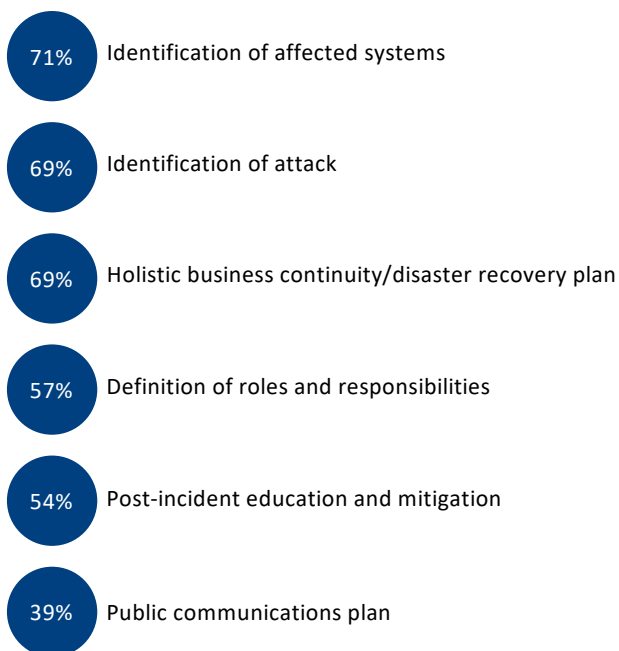 71% Identification of affected systems
69% Identification of attack
69% Holistic business continuity/disaster recovery plan
57% Definition of roles and responsibilities
54% Post-incident education and mitigation
39% Public communications plan